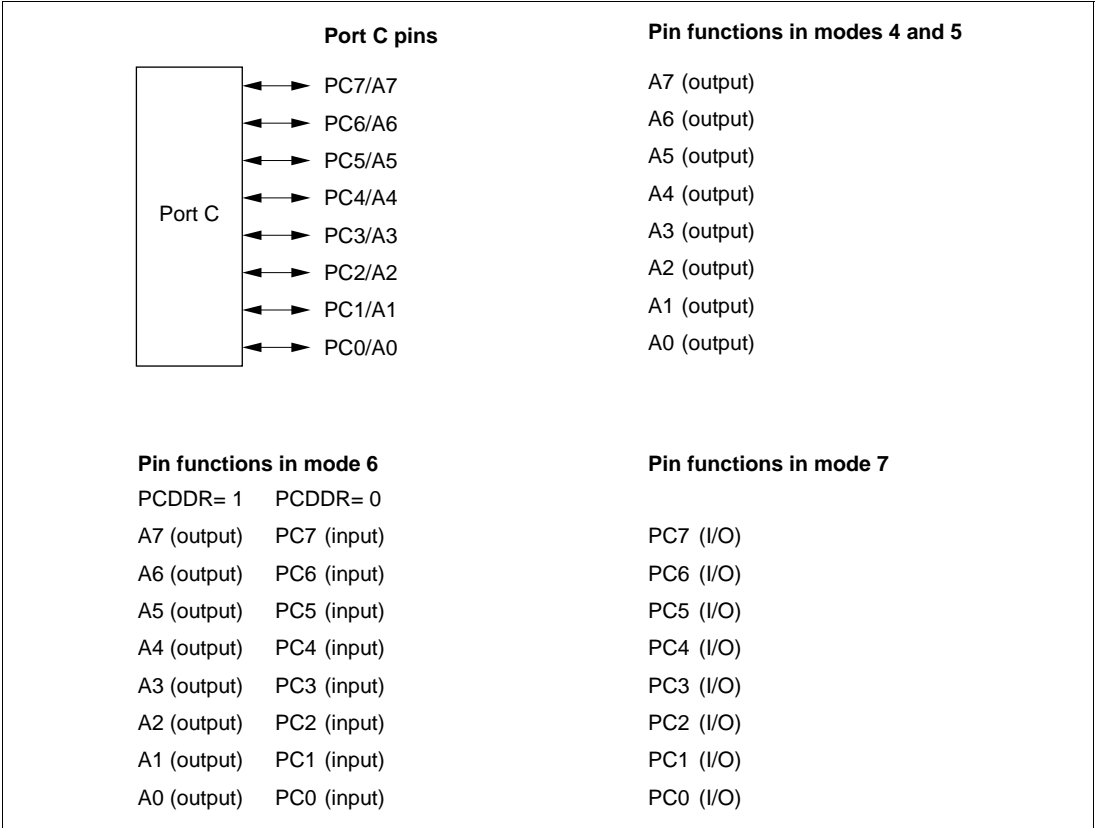 Port C pins
Pin functions in modes 4 and 5
Port C
PC7/A7
A7 (output)
PC6/A6
A6 (output)
PC5/A5
A5 (output)
PC4/A4
A4 (output)
PC3/A3
A3 (output)
PC2/A2
A2 (output)
PC1/A1
A1 (output)
PC0/A0
A0 (output)
Pin functions in mode 6
Pin functions in mode 7
PCDDR= 1 PCDDR= 0
A7 (output) PC7 (input)
PC7 (I/O)
A6 (output) PC6 (input)
PC6 (I/O)
A5 (output) PC5 (input)
PC5 (I/O)
A4 (output) PC4 (input)
PC4 (I/O)
A3 (output) PC3 (input)
PC3 (I/O)
A2 (output) PC2 (input)
PC2 (I/O)
A1 (output) PC1 (input)
PC1 (I/O)
A0 (output) PC0 (input)
PC0 (I/O)